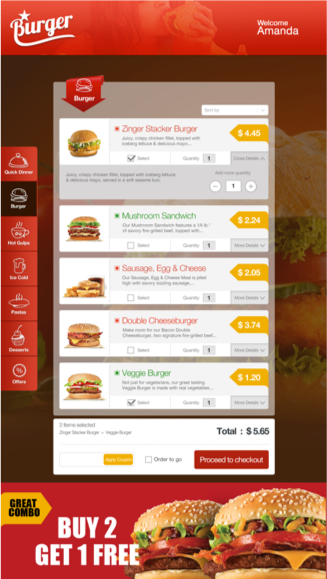 Burger
Welcome
Amanda
Burger
Sort by
Zinger Stacker Burger
Juicy, crispy chicken fillet, topped with
iceberg lettuce & delicious mayo...
$ 4.45
Select
Quantity 1
Close Details
Juicy, crispy chicken fillet, topped with iceberg lettuce
& delicious mayo, served in a soft sesame bun.
Add more quantity
1
Quick Dinner
Burger
Hot Gulps
Ice Cold
Pastas
Desserts
Offers
Mushroom Sandwich
Our Mushroom Sandwich features a 1/4 lb.*
of savory fire-grilled beef, topped with...
$ 2.24
Select
Quantity 1
More Details
Sausage, Egg & Cheese
Our Sausage, Egg & Cheese Meal is piled
high with savory sizzling sausage,...
$ 2.05
Select
Quantity 1
More Details
Double Cheeseburger
Make room for our Bacon Double
Cheeseburger, two signature fire-grilled beef...
$ 3.74
Select
Quantity 1
More Details
Veggie Burger
Not just for vegetarians, our great tasting
Veggie Burger is made with real vegetables...
$ 1.20
Select
Quantity 1
More Details
2 items selected
Zinger Stacker Burger + Veggie Burger
Total : $ 5.65
Apply Coupon
Order to go
Proceed to checkout
GREAT
COMBO
BUY 2
GET 1 FREE